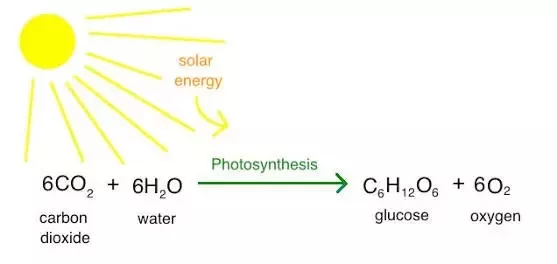 solar
energy
Photosynthesis
6CO₂ + 6H₂O C₆H₁₂O₆ + 6O₂
carbon
dioxide
water
glucose
oxygen